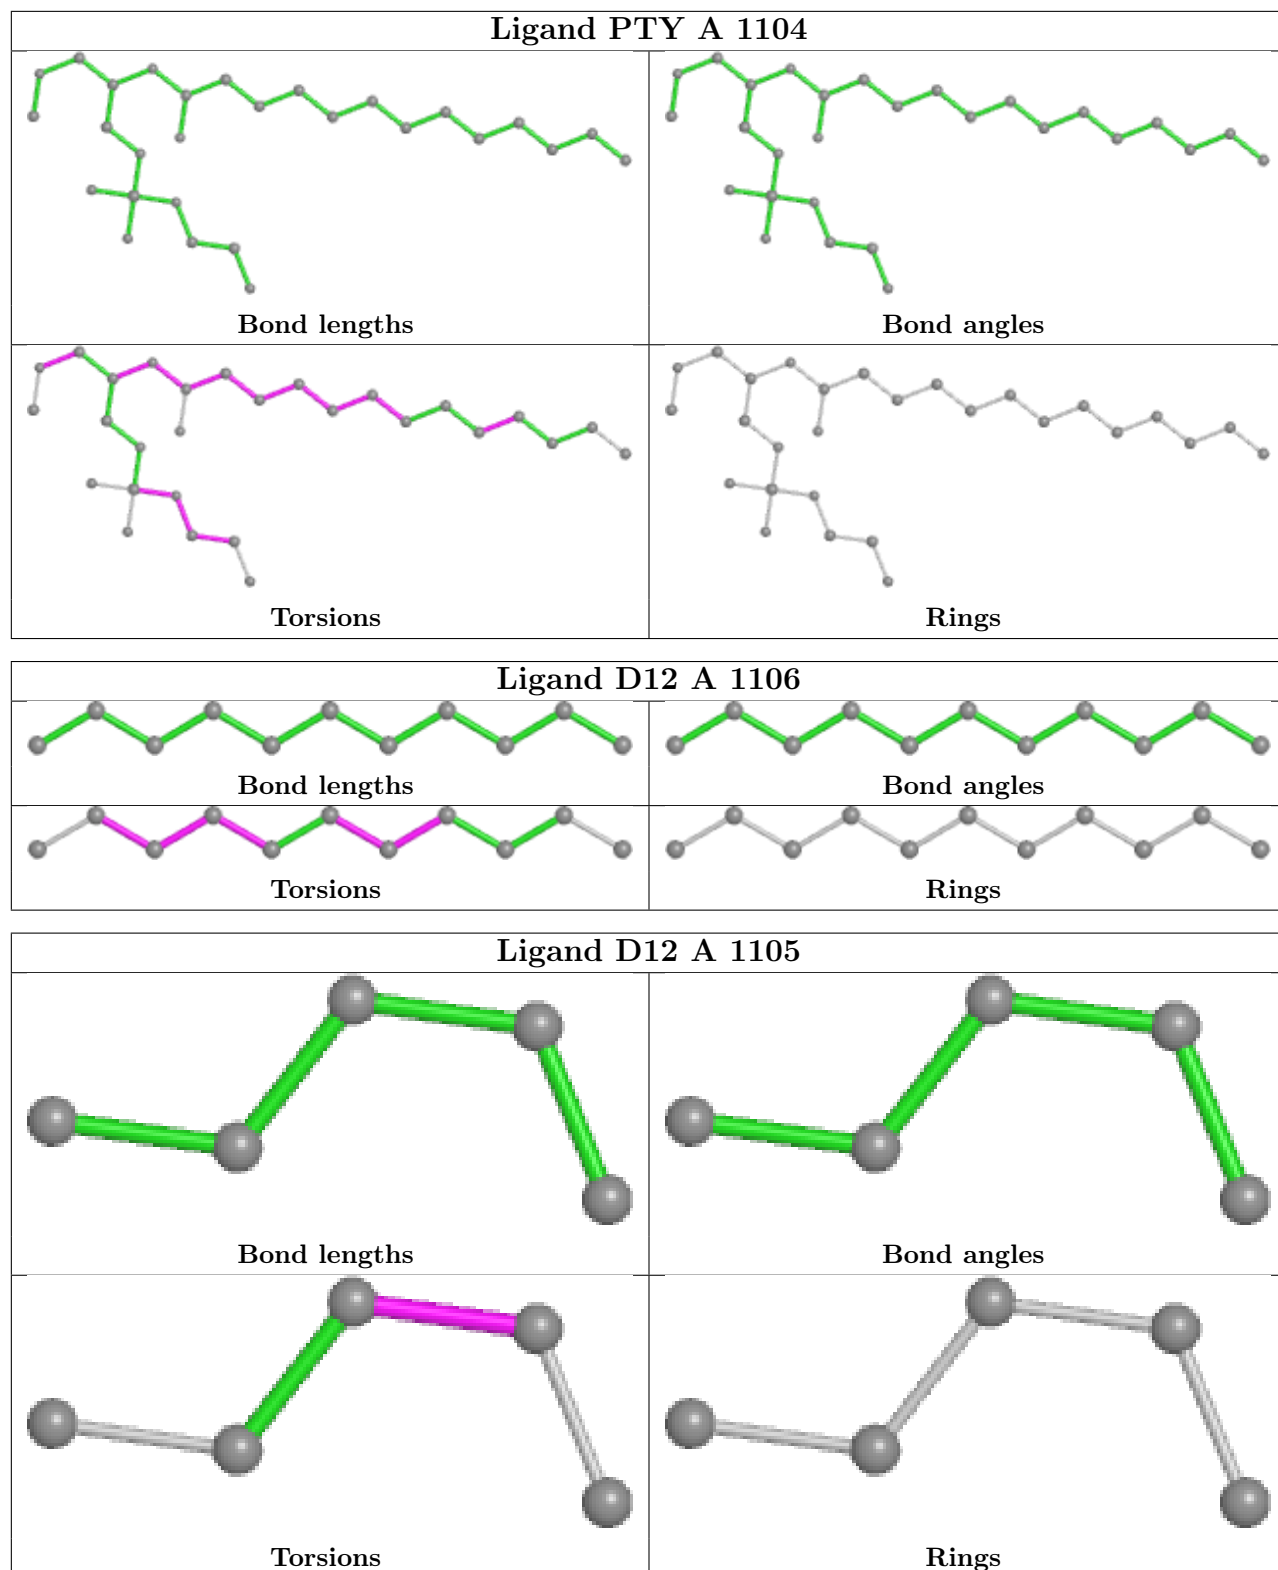 Ligand PTY A 1104
Bond lengths
Bond angles
Torsions
Rings
Ligand D12 A 1106
Bond lengths
Bond angles
Torsions
Rings
Ligand D12 A 1105
Bond lengths
Bond angles
Torsions
Rings